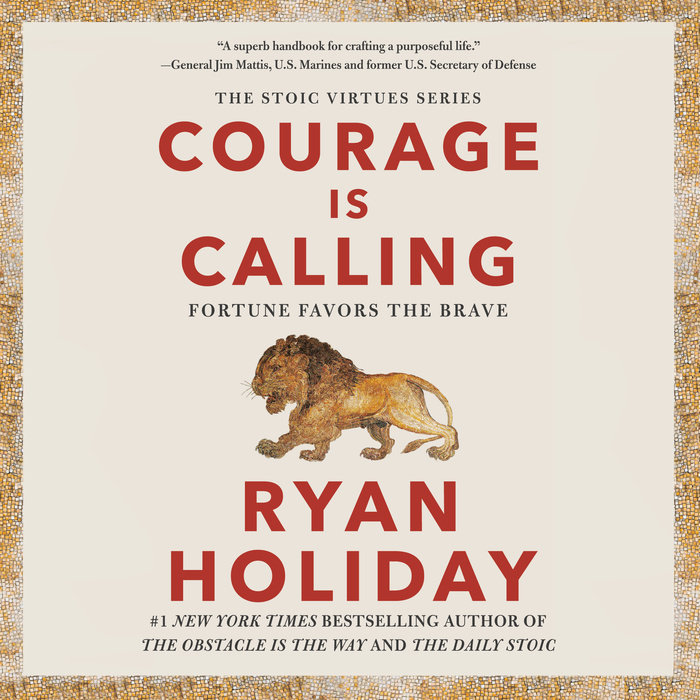 “A superb handbook for crafting a purposeful life.”
—General Jim Mattis, U.S. Marines and former U.S. Secretary of Defense
THE STOIC VIRTUES SERIES
COURAGE
IS
CALLING
FORTUNE FAVORS THE BRAVE
RYAN
HOLIDAY
#1 NEW YORK TIMES BESTSELLING AUTHOR OF
THE OBSTACLE IS THE WAY AND THE DAILY STOIC